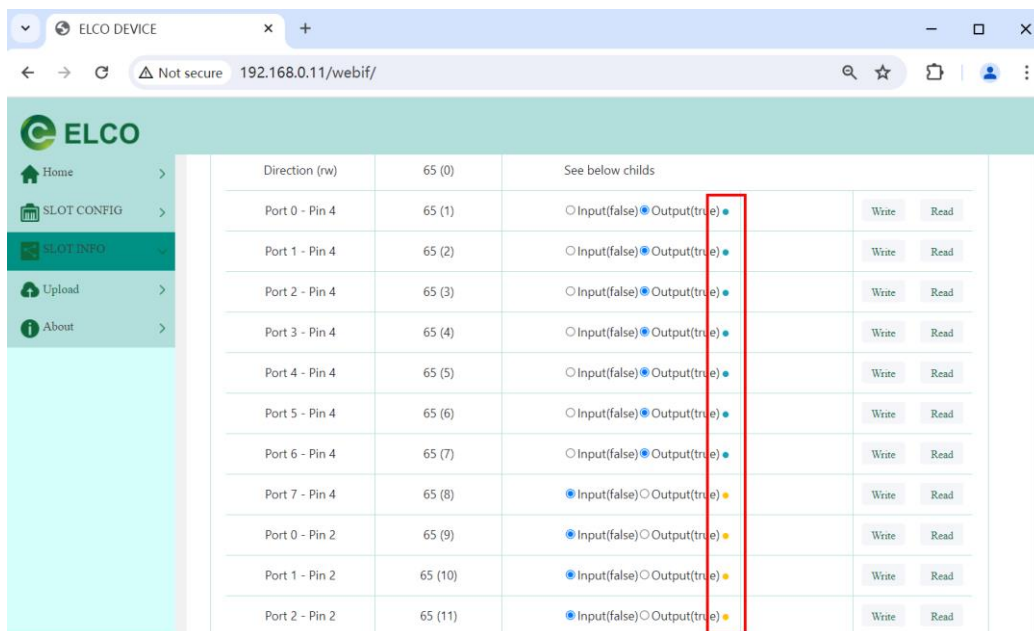 ELCO DEVICE
Not secure 192.168.0.11/webif/
ELCO
Home
SLOT CONFIG
SLOT INFO
Upload
About
Direction (rw) 65 (0) See below childs
Port 0 - Pin 4 65 (1) Input(false) Output(true) Write Read
Port 1 - Pin 4 65 (2) Input(false) Output(true) Write Read
Port 2 - Pin 4 65 (3) Input(false) Output(true) Write Read
Port 3 - Pin 4 65 (4) Input(false) Output(true) Write Read
Port 4 - Pin 4 65 (5) Input(false) Output(true) Write Read
Port 5 - Pin 4 65 (6) Input(false) Output(true) Write Read
Port 6 - Pin 4 65 (7) Input(false) Output(true) Write Read
Port 7 - Pin 4 65 (8) Input(false) Output(true) Write Read
Port 0 - Pin 2 65 (9) Input(false) Output(true) Write Read
Port 1 - Pin 2 65 (10) Input(false) Output(true) Write Read
Port 2 - Pin 2 65 (11) Input(false) Output(true) Write Read